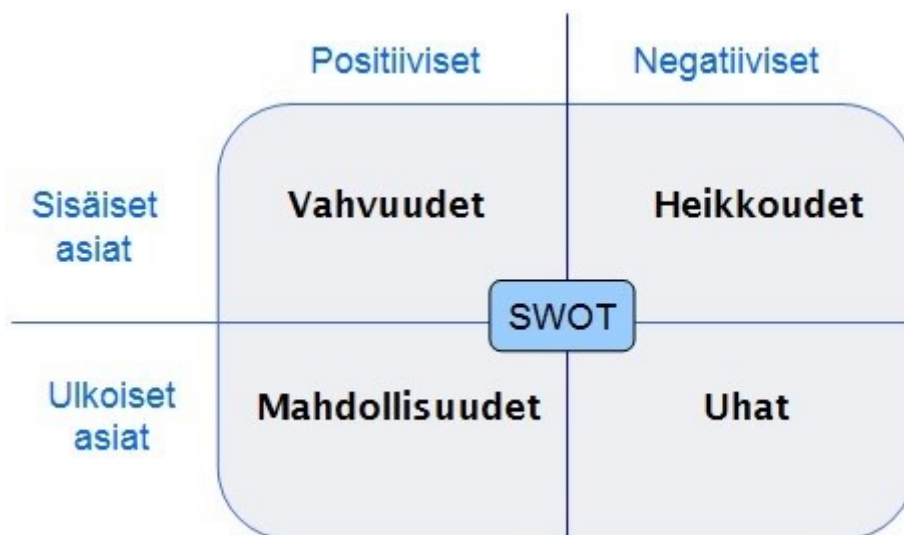 Positiiviset
Negatiiviset
Sisäiset
asiat
Vahvuudet
Heikkoudet
SWOT
Ulkoiset
asiat
Mahdollisuudet
Uhat